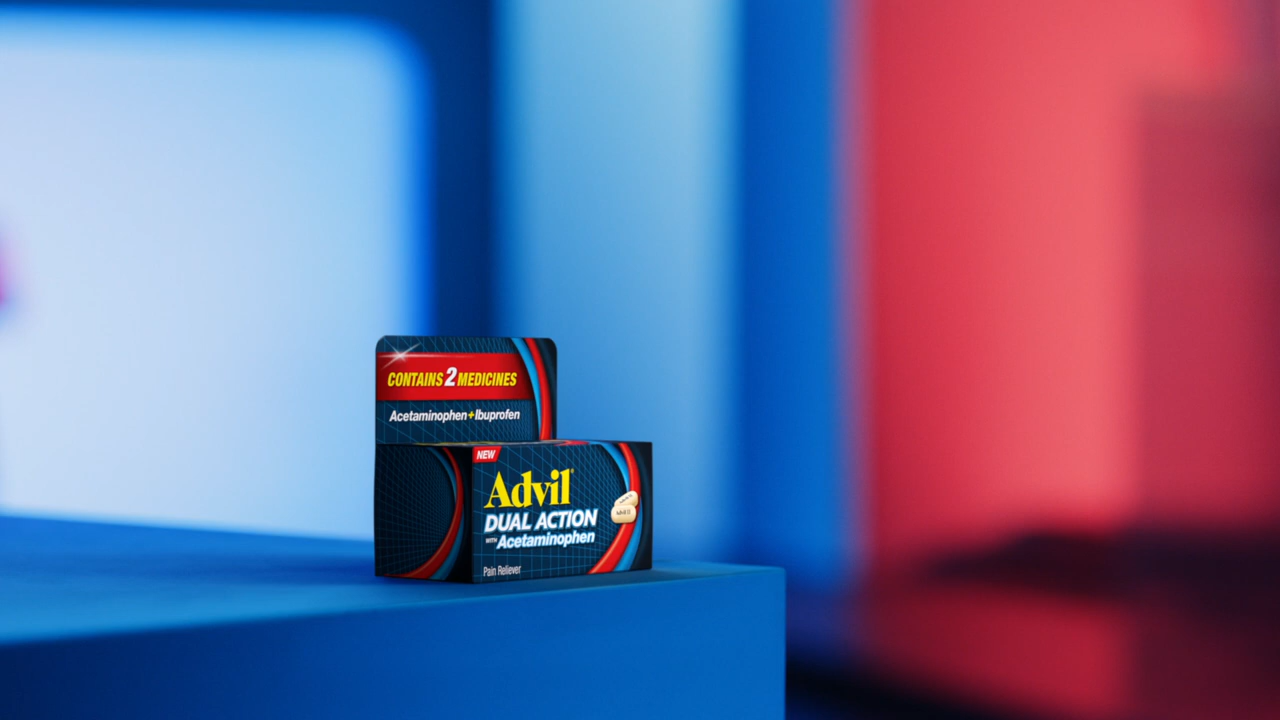 CONTAINS 2 MEDICINES
Acetaminophen+Ibuprofen
NEW
Advil®
DUAL ACTION
WITH Acetaminophen
Pain Reliever